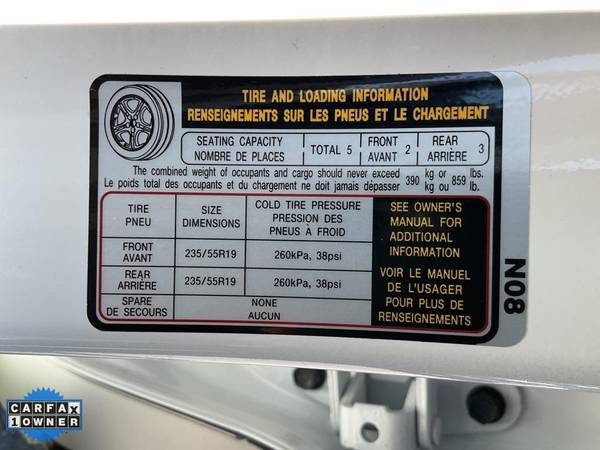 TIRE AND LOADING INFORMATION
RENSEIGNEMENTS SUR LES PNEUS ET LE CHARGEMENT
SEATING CAPACITY
NOMBRE DE PLACES
TOTAL 5
FRONT
AVANT 2
REAR
ARRIÈRE 3
The combined weight of occupants and cargo should never exceed 390 kg or 859 lbs.
Le poids total des occupants et du chargement ne doit jamais dépasser kg ou lb.
TIRE
PNEU
SIZE
DIMENSIONS
COLD TIRE PRESSURE
PRESSION DES
PNEUS À FROID
FRONT
AVANT
235/55R19
260kPa, 38psi
REAR
ARRIÈRE
235/55R19
260kPa, 38psi
SPARE
DE SECOURS
NONE
AUCUN
SEE OWNER'S
MANUAL FOR
ADDITIONAL
INFORMATION
VOIR LE MANUEL
DE L'USAGER
POUR PLUS DE
RENSEIGNEMENTS
N08
CARFAX
1 OWNER